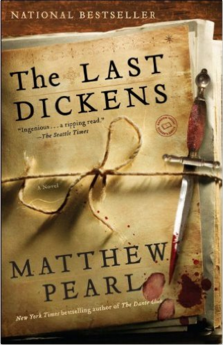 NATIONAL BESTSELLER
The LAST
DICKENS
"Ingenious . . . a ripping read."
—The Seattle Times
A Novel
MATTHEW
PEARL
New York Times bestselling author of The Dante Club